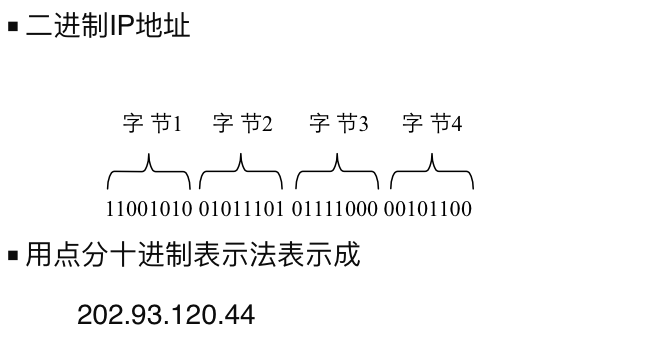 ▪ 二进制IP地址
字 节1 字 节2 字 节3 字 节4
11001010 01011101 01111000 00101100
▪ 用点分十进制表示法表示成
202.93.120.44